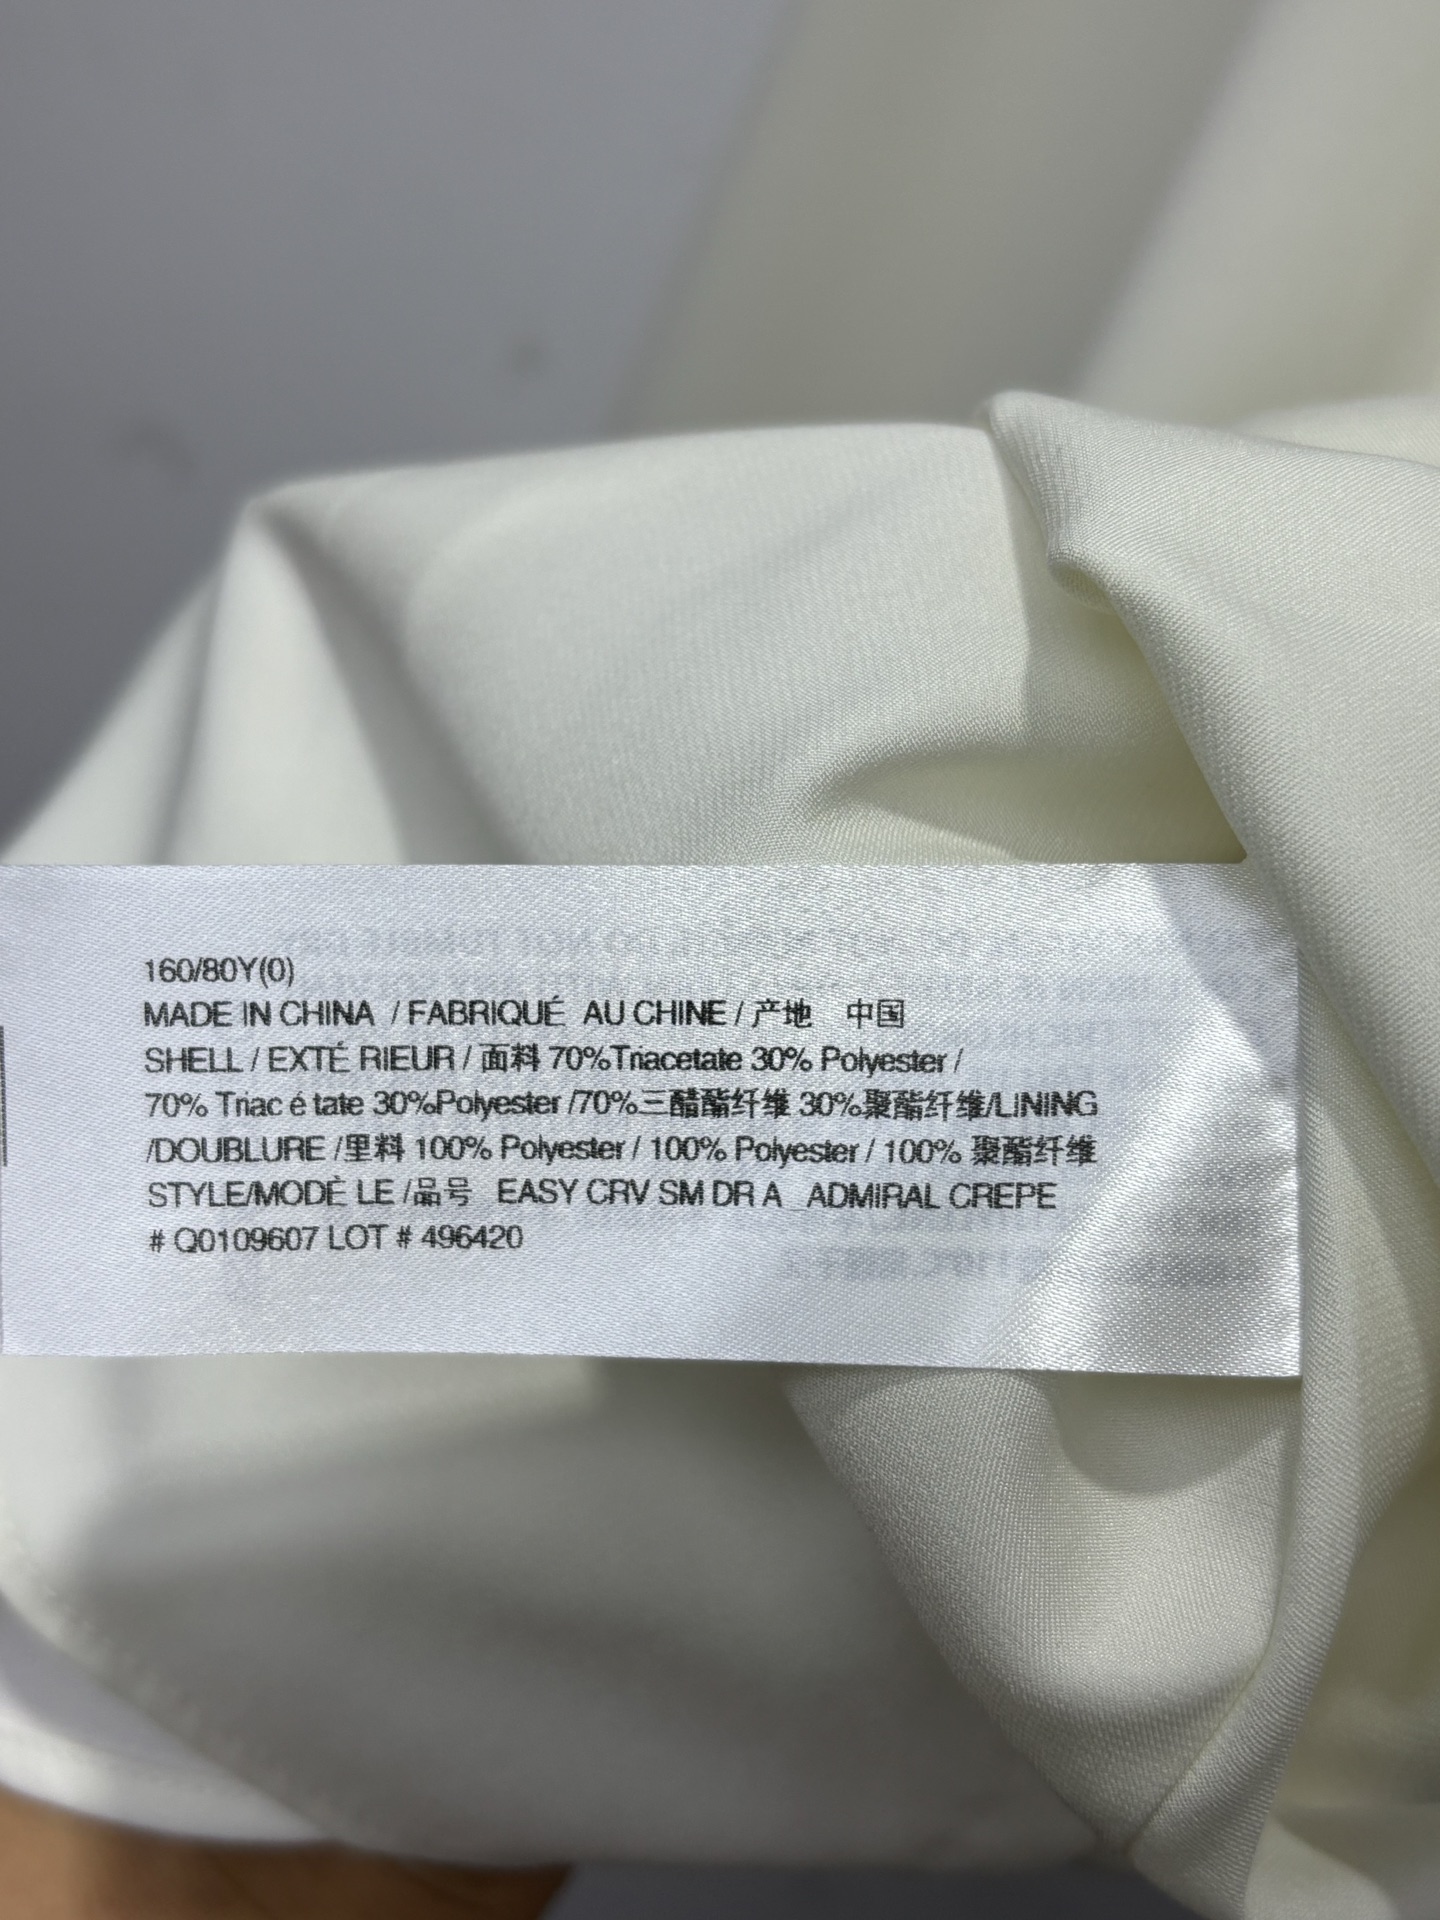 160/80Y(0)
MADE IN CHINA / FABRIQUÉ AU CHINE / 产地 中国
SHELL / EXTÉ RIEUR / 面料 70%Triacetate 30% Polyester /
70% Triac é tate 30%Polyester /70%三醋酯纤维 30%聚酯纤维/LINING
/DOUBLURE /里料 100% Polyester / 100% Polyester / 100% 聚酯纤维
STYLE/MODÈ LE /品号 EASY CRV SM DR A _ADMIRAL CREPE
# Q0109607 LOT # 496420